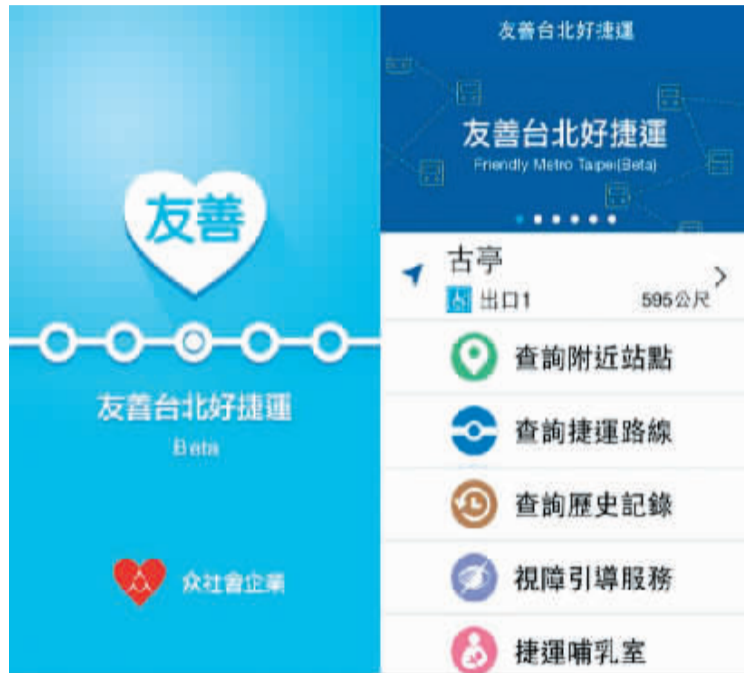 友善
友善台北好捷運
Beta
众社會企業
友善台北好捷運
友善台北好捷運
Friendly Metro Taipei(Beta)
古亭
出口1 595公尺
查詢附近站點
查詢捷運路線
查詢歷史記錄
視障引導服務
捷運哺乳室